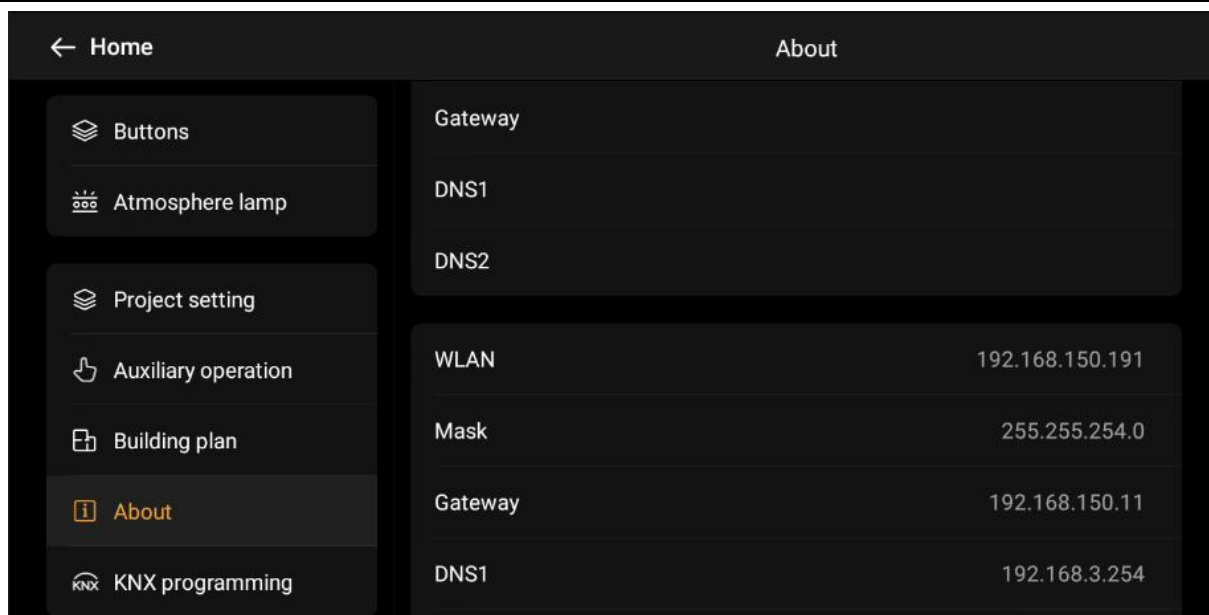 Home
About
Buttons
Atmosphere lamp
Project setting
Auxiliary operation
Building plan
About
KNX KNX programming
Gateway
DNS1
DNS2
WLAN 192.168.150.191
Mask 255.255.254.0
Gateway 192.168.150.11
DNS1 192.168.3.254